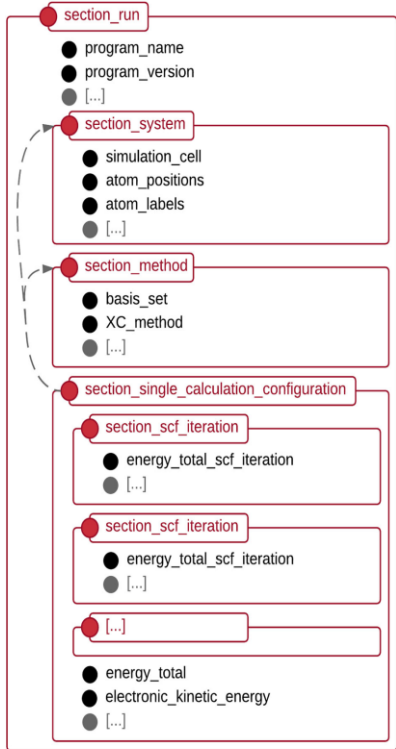 section_run
program_name
program_version
[...]
section_system
simulation_cell
atom_positions
atom_labels
[...]
section_method
basis_set
XC_method
[...]
section_single_calculation_configuration
section_scf_iteration
energy_total_scf_iteration
[...]
section_scf_iteration
energy_total_scf_iteration
[...]
[...]
energy_total
electronic_kinetic_energy
[...]